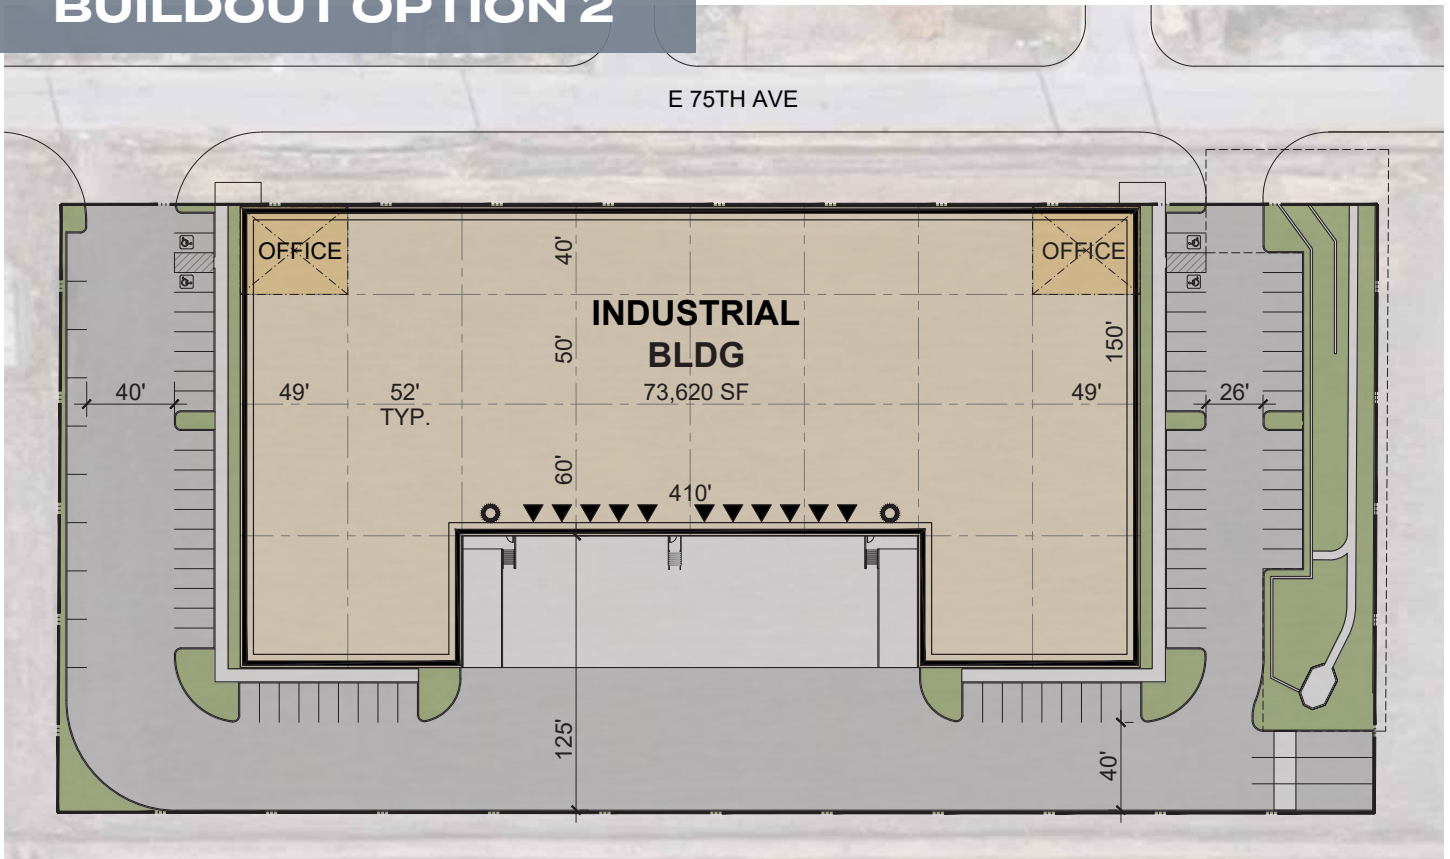 BUILDOUT OPTION 2
E 75TH AVE
OFFICE
40'
OFFICE
INDUSTRIAL
BLDG
73,620 SF
50'
150'
40'
49'
52'
TYP.
49'
26'
60'
410'
125'
40'